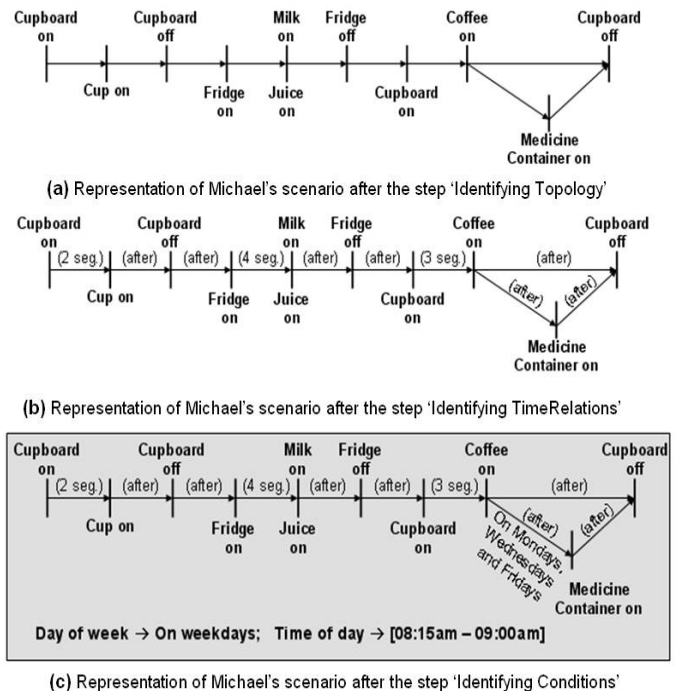 Cupboard on
Cup on
Cupboard off
Fridge on
Milk on
Juice on
Fridge off
Cupboard on
Coffee on
Medicine Container on
Cupboard off
(a) Representation of Michael's scenario after the step 'Identifying Topology'
Cupboard on
(2 seg.)
Cup on
(after)
Cupboard off
(after)
Fridge on
(4 seg.)
Milk on
Juice on
(after)
Fridge off
(after)
Cupboard on
(3 seg.)
Coffee on
(after)
(after)
(after)
Medicine Container on
Cupboard off
(b) Representation of Michael's scenario after the step 'Identifying TimeRelations'
Cupboard on
(2 seg.)
Cup on
(after)
Cupboard off
(after)
Fridge on
(4 seg.)
Milk on
Juice on
(after)
Fridge off
(after)
Cupboard on
(3 seg.)
Coffee on
(after)
(after)
On Mondays,
Wednesdays
and Fridays
(after)
Medicine Container on
Cupboard off
Day of week → On weekdays; Time of day → [08:15am – 09:00am]
(c) Representation of Michael's scenario after the step 'Identifying Conditions'